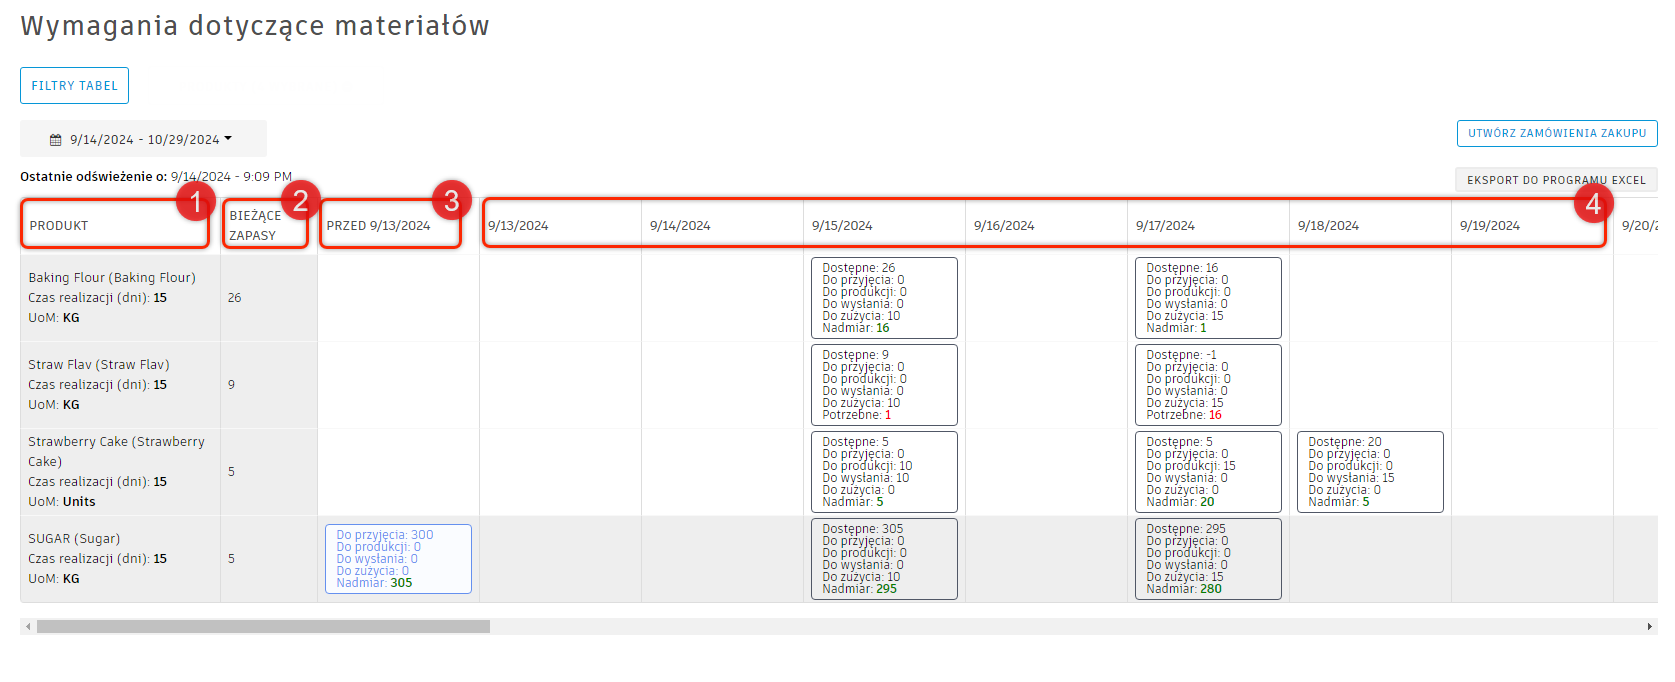 Wymagania dotyczące materiałów
FILTRY TABEL
9/14/2024 - 10/29/2024
UTWÓRZ ZAMÓWIENIA ZAKUPU
Ostatnie odświeżenie o: 9/14/2024 - 9:09 PM
EKSPORT DO PROGRAMU EXCEL
1
2
3
4
PRODUKT
BIEŻĄCE
ZAPASY
PRZED 9/13/2024
9/13/2024
9/14/2024
9/15/2024
9/16/2024
9/17/2024
9/18/2024
9/19/2024
Baking Flour (Baking Flour)
Czas realizacji (dni): 15
UoM: KG
26
Dostępne: 26
Do przyjęcia: 0
Do produkcji: 0
Do wysłania: 0
Do zużycia: 10
Nadmiar: 16
Dostępne: 16
Do przyjęcia: 0
Do produkcji: 0
Do wysłania: 0
Do zużycia: 15
Nadmiar: 1
Straw Flav (Straw Flav)
Czas realizacji (dni): 15
UoM: KG
9
Dostępne: 9
Do przyjęcia: 0
Do produkcji: 0
Do wysłania: 0
Do zużycia: 10
Potrzebne: 1
Dostępne: -1
Do przyjęcia: 0
Do produkcji: 0
Do wysłania: 0
Do zużycia: 15
Potrzebne: 16
Strawberry Cake (Strawberry
Cake)
Czas realizacji (dni): 15
UoM: Units
5
Dostępne: 5
Do przyjęcia: 0
Do produkcji: 10
Do wysłania: 10
Do zużycia: 0
Nadmiar: 5
Dostępne: 5
Do przyjęcia: 0
Do produkcji: 15
Do wysłania: 0
Do zużycia: 0
Nadmiar: 20
Dostępne: 20
Do przyjęcia: 0
Do produkcji: 0
Do wysłania: 15
Do zużycia: 0
Nadmiar: 5
SUGAR (Sugar)
Czas realizacji (dni): 15
UoM: KG
5
Do przyjęcia: 300
Do produkcji: 0
Do wysłania: 0
Do zużycia: 0
Nadmiar: 305
Dostępne: 305
Do przyjęcia: 0
Do produkcji: 0
Do wysłania: 0
Do zużycia: 10
Nadmiar: 295
Dostępne: 295
Do przyjęcia: 0
Do produkcji: 0
Do wysłania: 0
Do zużycia: 15
Nadmiar: 280